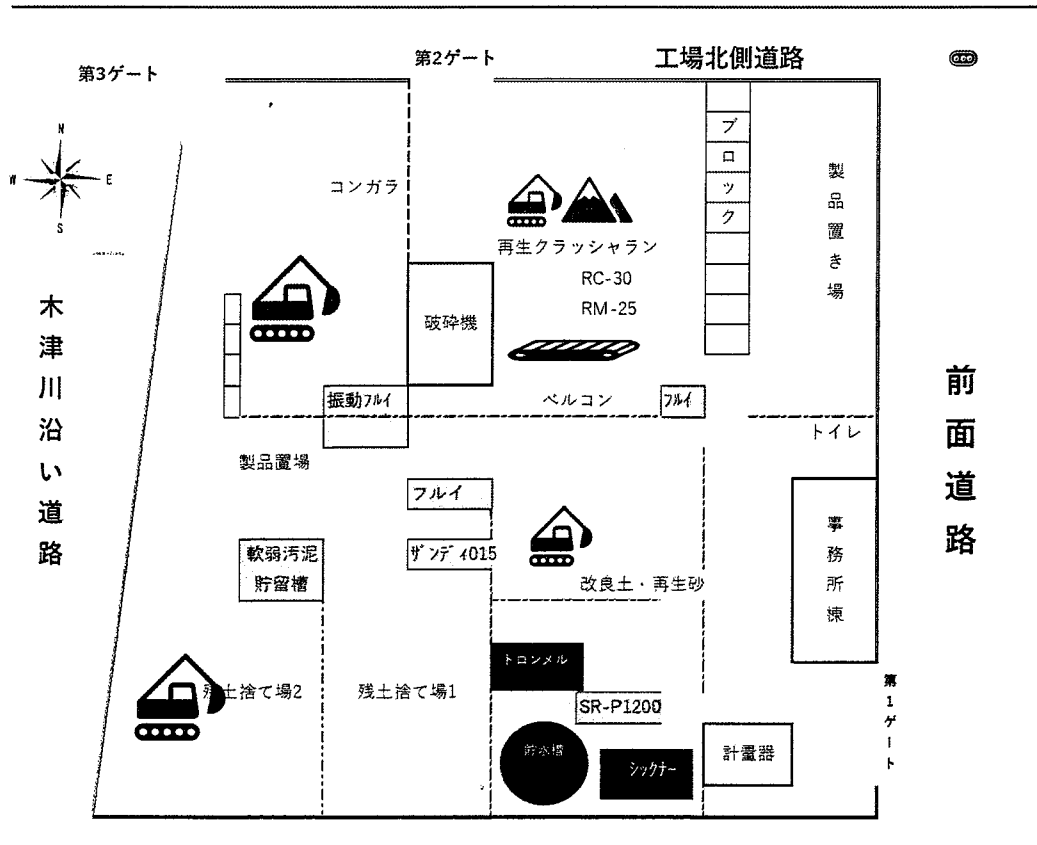 第3ゲート
第2ゲート
工場北側道路
N
W
E
S
コンガラ
再生クラッシャラン
RC-30
RM-25
破砕機
ブロック
製品置き場
木津川沿い道路
前面道路
振動フルイ
ベルコン
フルイ
トイレ
製品置場
フルイ
サンディ015
軟弱汚泥
貯留槽
改良土・再生砂
事務所棟
トロンメル
残土捨て場2
残土捨て場1
SR-P1200
貯水槽
シックナー
計量器
第1ゲート